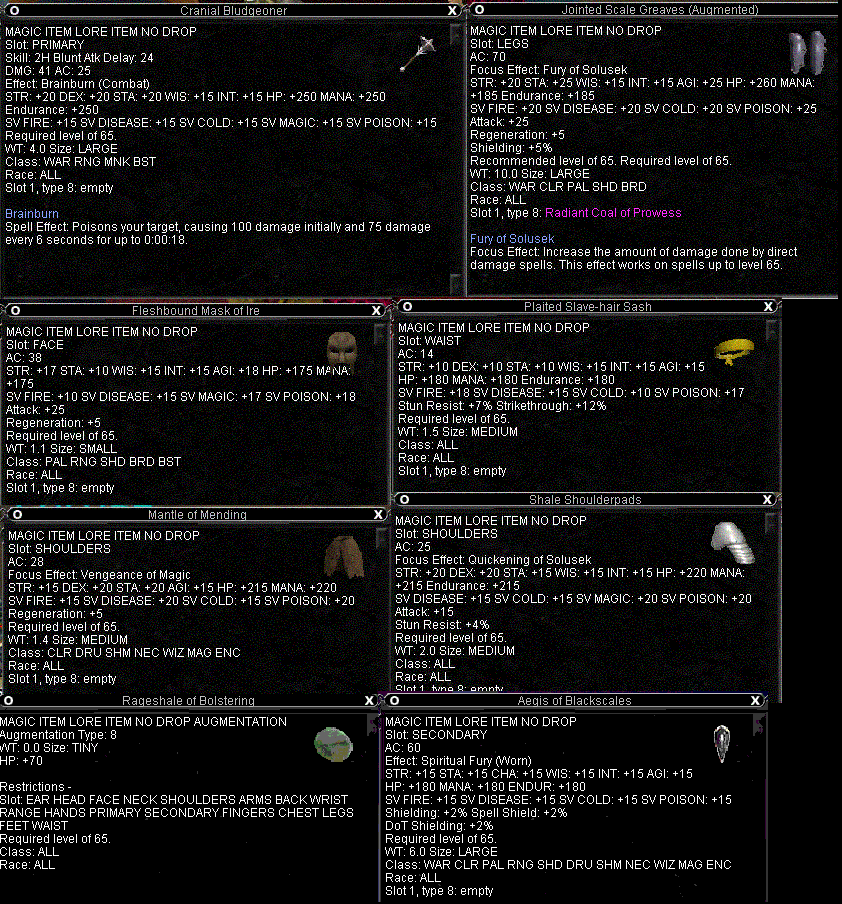 Cranial Bludgeoner
MAGIC ITEM LORE ITEM NO DROP
Slot: PRIMARY
Skill: 2H Blunt Atk Delay: 24
DMG: 41 AC: 25
Effect: Brainburn (Combat)
STR: +20 DEX: +20 STA: +20 WIS: +15 INT: +15 HP: +250 MANA: +250
Endurance: +250
SV FIRE: +15 SV DISEASE: +15 SV COLD: +15 SV MAGIC: +15 SV POISON: +15
Required level of 65.
WT: 4.0 Size: LARGE
Class: WAR RNG MNK BST
Race: ALL
Slot 1, type 8: empty
Brainburn
Spell Effect: Poisons your target, causing 100 damage initially and 75 damage
every 6 seconds for up to 0:00:18.
Jointed Scale Greaves (Augmented)
MAGIC ITEM LORE ITEM NO DROP
Slot: LEGS
AC: 70
Focus Effect: Fury of Solusek
STR: +20 STA: +25 WIS: +15 INT: +15 AGI: +25 HP: +260 MANA:
+185 Endurance: +185
SV FIRE: +20 SV DISEASE: +20 SV COLD: +20 SV POISON: +25
Attack: +25
Regeneration: +5
Shielding: +5%
Recommended level of 65. Required level of 65.
WT: 10.0 Size: LARGE
Class: WAR CLR PAL SHD BRD
Race: ALL
Slot 1, type 8: Radiant Coal of Prowess
Fury of Solusek
Focus Effect: Increase the amount of damage done by direct
damage spells. This effect works on spells up to level 65.
Fleshbound Mask of Ire
MAGIC ITEM LORE ITEM NO DROP
Slot: FACE
AC: 38
STR: +17 STA: +10 WIS: +15 INT: +15 AGI: +18 HP: +175 MANA:
+175
SV FIRE: +10 SV DISEASE: +15 SV MAGIC: +17 SV POISON: +18
Attack: +25
Regeneration: +5
Required level of 65.
WT: 1.1 Size: SMALL
Class: PAL RNG SHD BRD BST
Race: ALL
Slot 1, type 8: empty
Plaited Slave-hair Sash
MAGIC ITEM LORE ITEM NO DROP
Slot: WAIST
AC: 14
STR: +10 DEX: +10 STA: +10 WIS: +15 INT: +15 AGI: +15
HP: +180 MANA: +180 Endurance: +180
SV FIRE: +18 SV DISEASE: +15 SV COLD: +10 SV POISON: +17
Stun Resist: +7% Strikethrough: +12%
Required level of 65.
WT: 1.5 Size: MEDIUM
Class: ALL
Race: ALL
Slot 1, type 8: empty
Mantle of Mending
MAGIC ITEM LORE ITEM NO DROP
Slot: SHOULDERS
AC: 28
Focus Effect: Vengeance of Magic
STR: +15 DEX: +20 STA: +20 AGI: +15 HP: +215 MANA: +220
SV FIRE: +15 SV DISEASE: +20 SV COLD: +15 SV POISON: +20
Regeneration: +5
Required level of 65.
WT: 1.4 Size: MEDIUM
Class: CLR DRU SHM NEC WIZ MAG ENC
Race: ALL
Slot 1, type 8: empty
Shale Shoulderpads
MAGIC ITEM LORE ITEM NO DROP
Slot: SHOULDERS
AC: 25
Focus Effect: Quickening of Solusek
STR: +20 DEX: +20 STA: +15 WIS: +15 INT: +15 HP: +220 MANA:
+215 Endurance: +215
SV DISEASE: +15 SV COLD: +15 SV MAGIC: +20 SV POISON: +20
Attack: +15
Stun Resist: +4%
Required level of 65.
WT: 2.0 Size: MEDIUM
Class: ALL
Race: ALL
Slot 1, type 8: empty
Rageshale of Bolstering
MAGIC ITEM LORE ITEM NO DROP AUGMENTATION
Augmentation Type: 8
WT: 0.0 Size: TINY
HP: +70
Restrictions -
Slot: EAR HEAD FACE NECK SHOULDERS ARMS BACK WRIST
RANGE HANDS PRIMARY SECONDARY FINGERS CHEST LEGS
FEET WAIST
Required level of 65.
Class: ALL
Race: ALL
Aegis of Blackscales
MAGIC ITEM LORE ITEM NO DROP
Slot: SECONDARY
AC: 60
Effect: Spiritual Fury (Worn)
STR: +15 STA: +15 CHA: +15 WIS: +15 INT: +15 AGI: +15
HP: +180 MANA: +180 ENDUR: +180
SV FIRE: +15 SV DISEASE: +15 SV COLD: +15 SV POISON: +15
Shielding: +2% Spell Shield: +2%
DoT Shielding: +2%
Required level of 65.
WT: 6.0 Size: LARGE
Class: WAR CLR PAL RNG SHD DRU SHM NEC WIZ MAG ENC
Race: ALL
Slot 1, type 8: empty